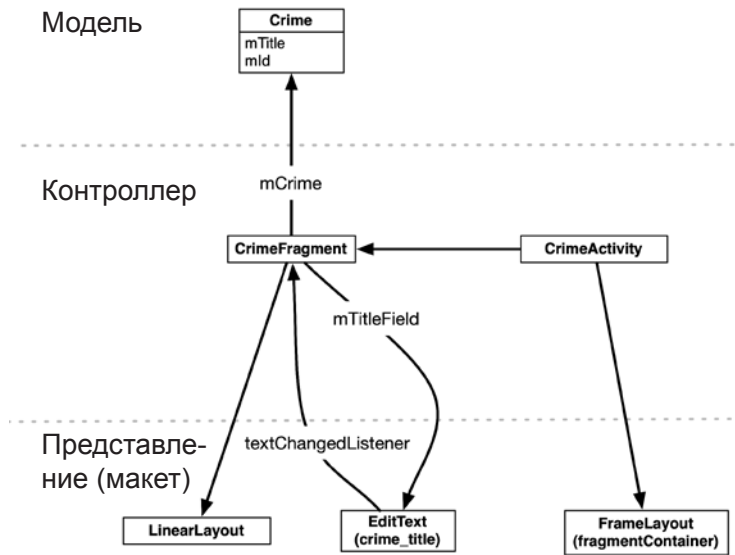 Модель
Crime
mTitle
mId
mCrime
Контроллер
CrimeFragment
CrimeActivity
mTitleField
Представле-
ние (макет)
textChangedListener
LinearLayout
EditText
(crime_title)
FrameLayout
(fragmentContainer)